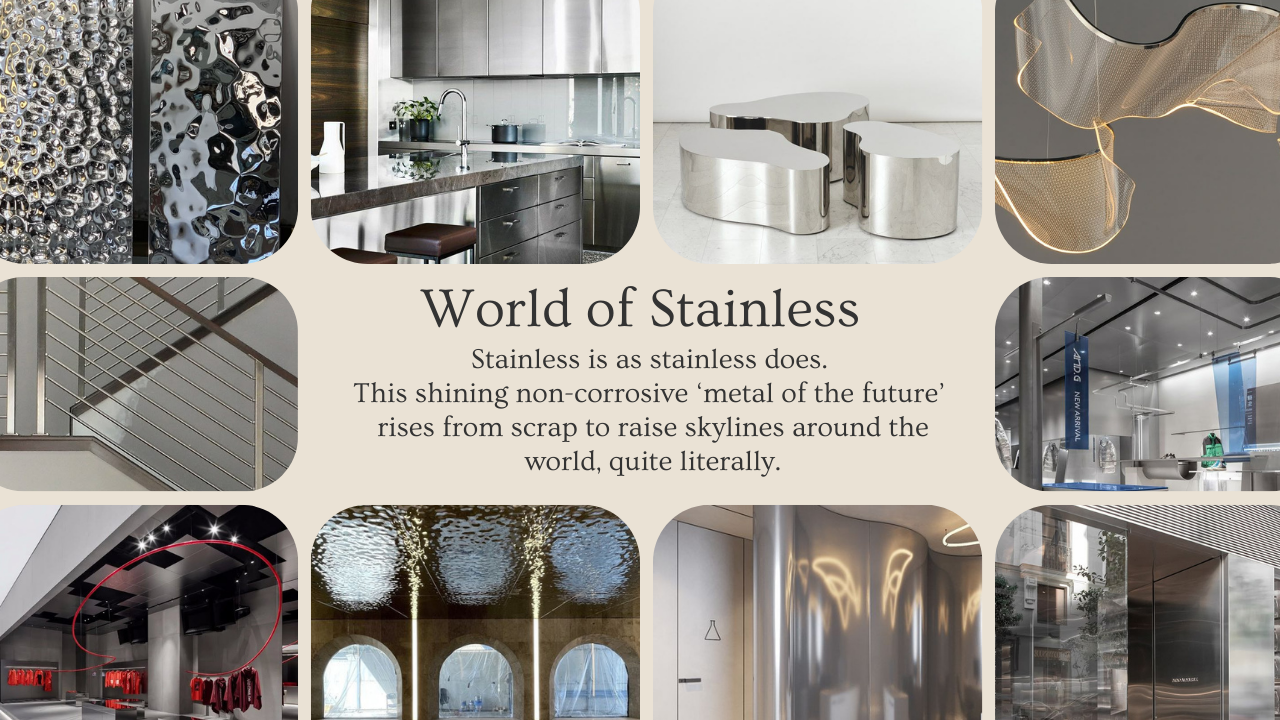 World of Stainless
Stainless is as stainless does.
This shining non-corrosive ‘metal of the future’
rises from scrap to raise skylines around the
world, quite literally.
NEW ARRIVAL